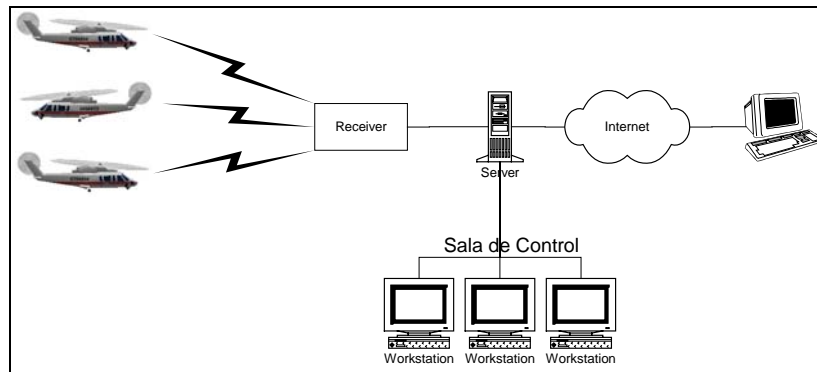 Receiver
Internet
Server
Sala de Control
Workstation Workstation Workstation